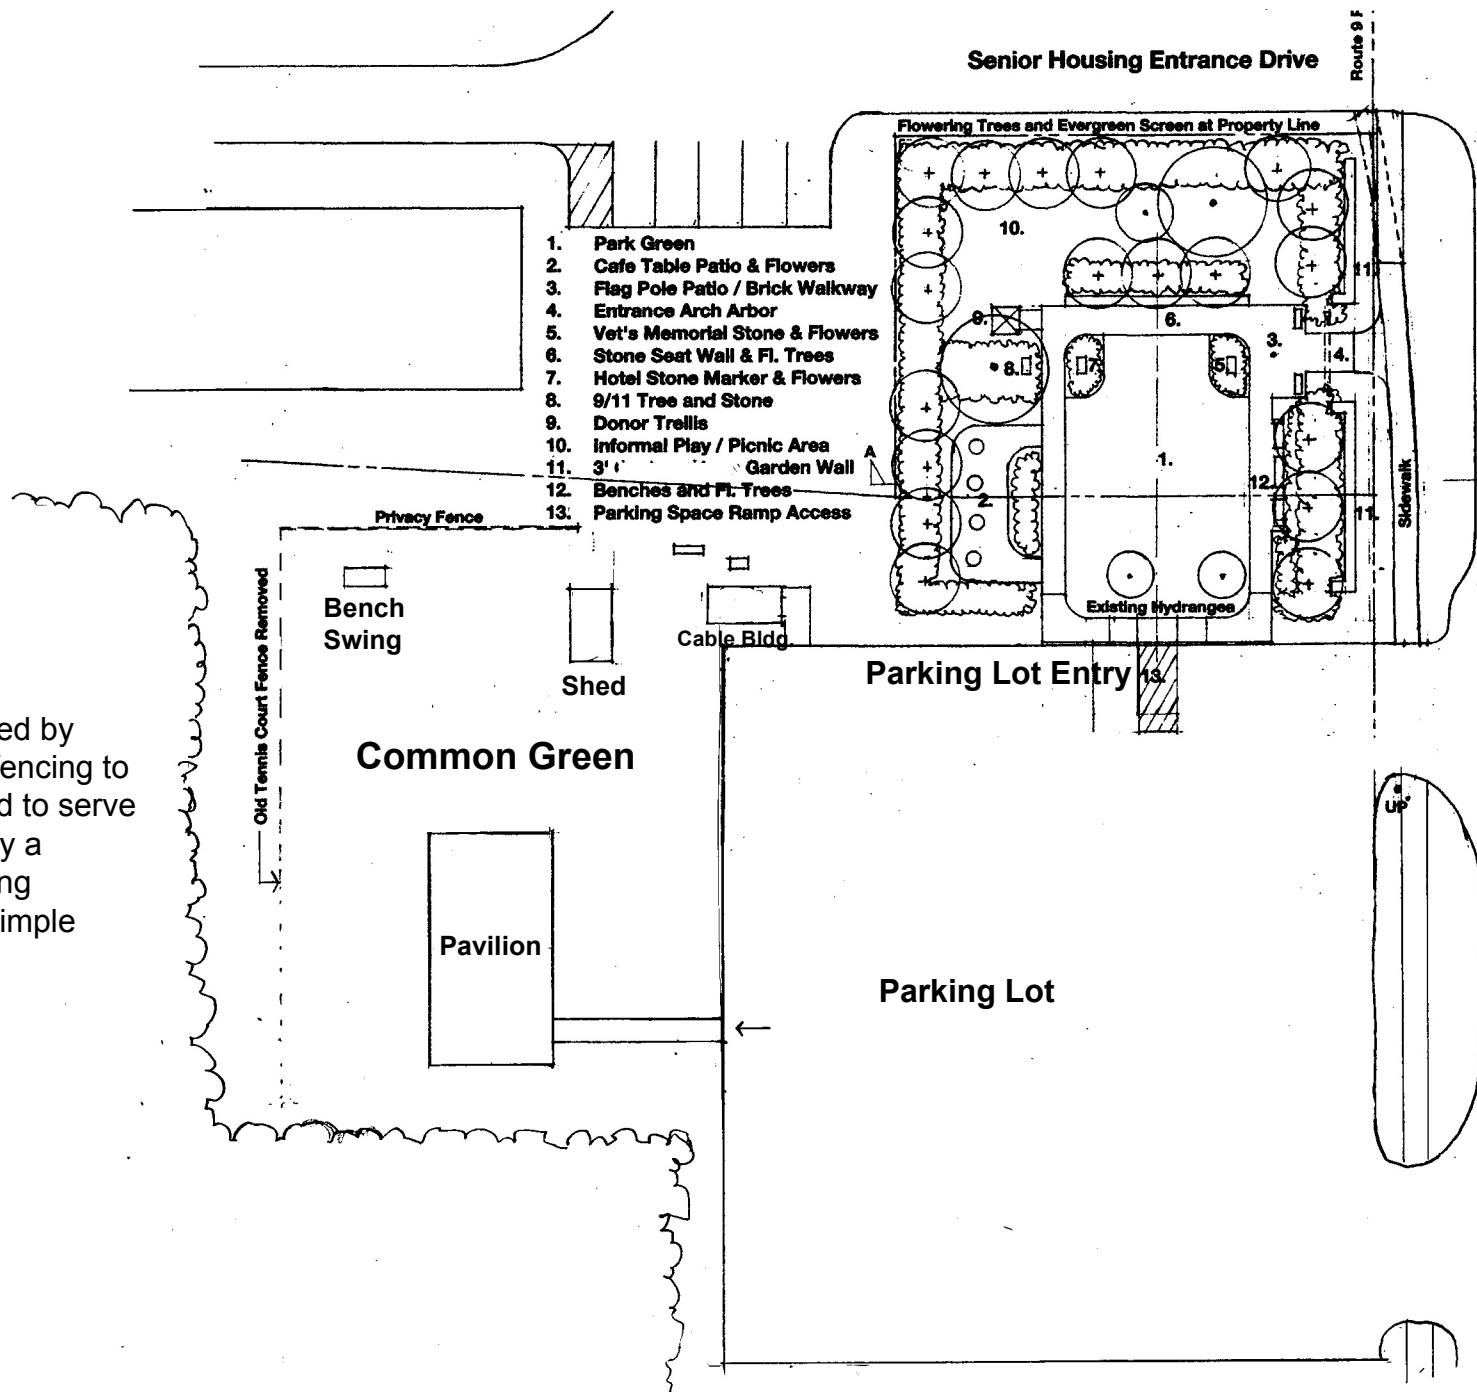 Senior Housing Entrance Drive
Route 9
Flowering Trees and Evergreen Screen at Property Line
1. Park Green
2. Cafe Table Patio & Flowers
3. Flag Pole Patio / Brick Walkway
4. Entrance Arch Arbor
5. Vet's Memorial Stone & Flowers
6. Stone Seat Wall & Fl. Trees
7. Hotel Stone Marker & Flowers
8. 9/11 Tree and Stone
9. Donor Trellis
10. Informal Play / Picnic Area
11. 3' Garden Wall
12. Benches and Fl. Trees
13. Parking Space Ramp Access
10.
11.
9.
6.
3.
4.
8.
7
5.
A
1.
2.
12.
11.
Sidewalk
Existing Hydrangea
Privacy Fence
Old Tennis Court Fence Removed
Bench
Swing
Shed
Cable Bldg.
Parking Lot Entry
13.
Common Green
ed by
fencing to
d to serve
y a
ng
imple
UP
Pavilion
Parking Lot